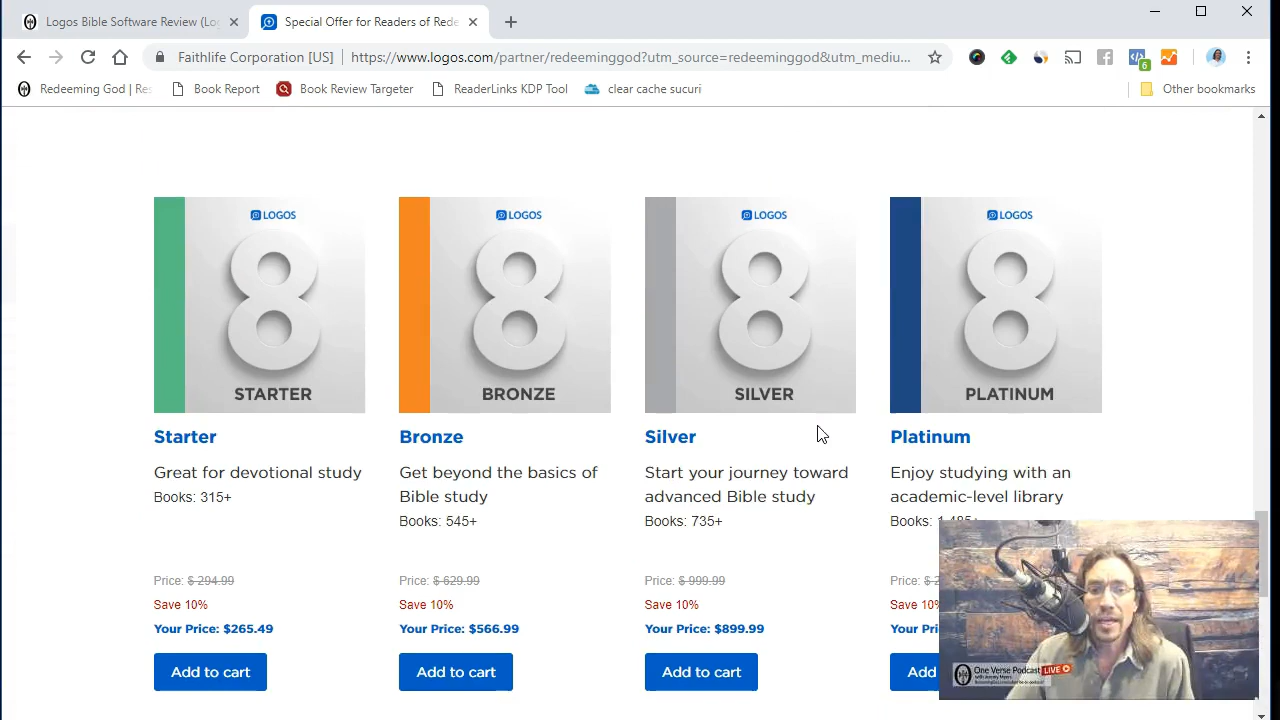 Logos Bible Software Review (Lo
Special Offer for Readers of Rede
Faithlife Corporation [US]
https://www.logos.com/partner/redeeminggod?utm_source=redeeminggod&utm_mediu...
6
Redeeming God | Res
Book Report
Book Review Targeter
ReaderLinks KDP Tool
clear cache sucuri
Other bookmarks
LOGOS
8
STARTER
Starter
Great for devotional study
Books: 315+
Price: $ 294.99
Save 10%
Your Price: $265.49
Add to cart
LOGOS
8
BRONZE
Bronze
Get beyond the basics of
Bible study
Books: 545+
Price: $ 629.99
Save 10%
Your Price: $566.99
Add to cart
LOGOS
8
SILVER
Silver
Start your journey toward
advanced Bible study
Books: 735+
Price: $ 999.99
Save 10%
Your Price: $899.99
Add to cart
LOGOS
8
PLATINUM
Platinum
Enjoy studying with an
academic-level library
Books:
Price: $ 2
Save 10%
Your Pri
Add
One Verse Podcast LIVE
with Jeremy Myers